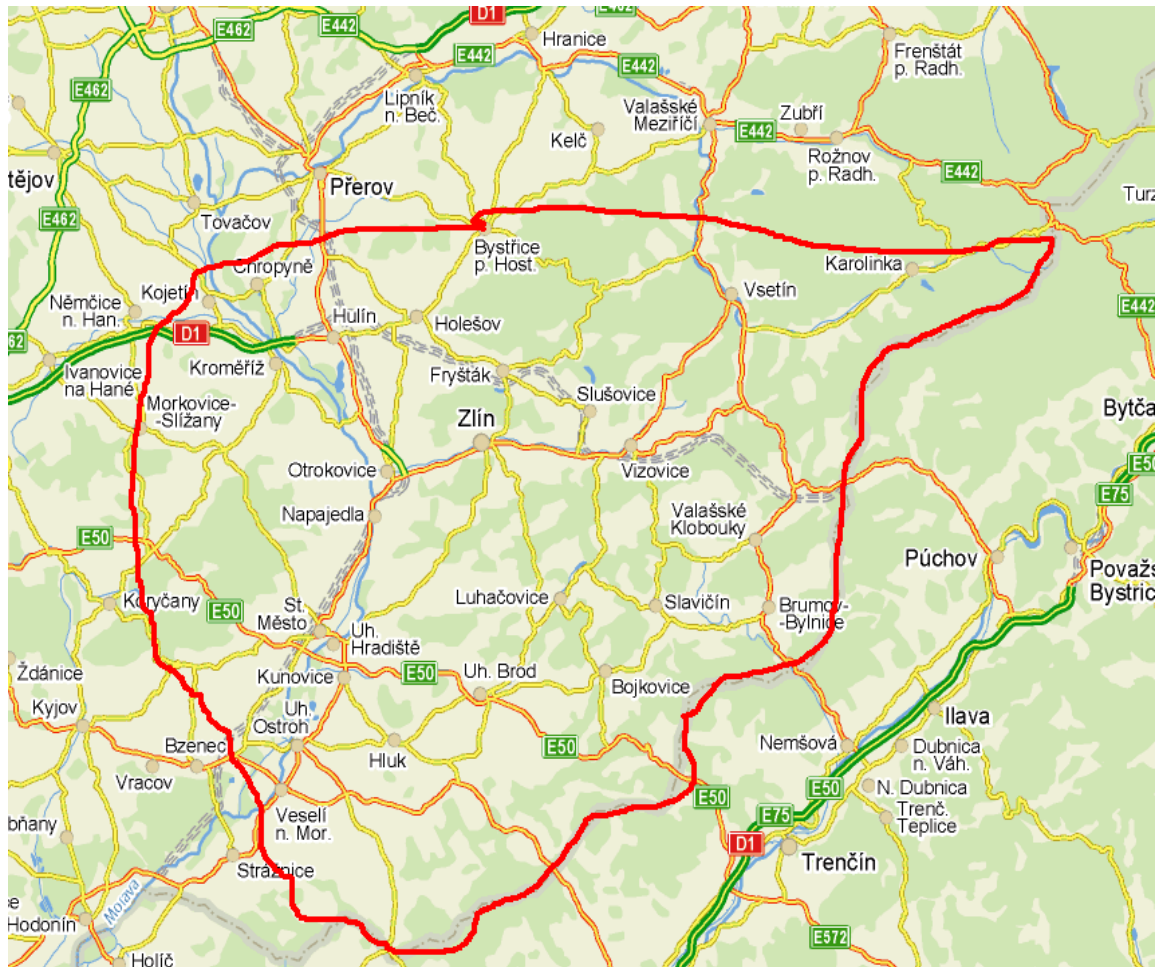 E462
D1
E442
E442
E442
E442
E462
E462
E442
62
E50
E50
E50
E50
E50
E50
E75
E50
E75
D1
D1
E572
Hranice
Frenštát
p. Radh.
Lipník
n. Beč.
Valašské
Meziříčí
Zubří
Kelč
Rožnov
p. Radh.
tějov
Přerov
Turz
Tovačov
Bystřice
p. Host.
Chropyně
Karolinka
Kojetín
Němčice
n. Han.
Vsetín
Hulín
Holešov
Ivanovice
na Hané
Kroměříž
Fryšták
Slušovice
Morkovice-
-Slížany
Zlín
Bytča
Otrokovice
Vizovice
Napajedla
Valašské
Klobouky
Púchov
Považs
Bystric
Koryčany
Luhačovice
Slavičín
Brumov-
-Bylnice
St.
Město
Uh.
Hradiště
Ždánice
Kunovice
Uh. Brod
Bojkovice
Kyjov
Uh.
Ostroh
Ilava
Bzenec
Hluk
Nemšová
Dubnica
n. Váh.
Vracov
N. Dubnica
Veselí
n. Mor.
Trenč.
Teplice
bňany
Strážnice
Trenčín
Morava
ce
Hodonín
Holíč